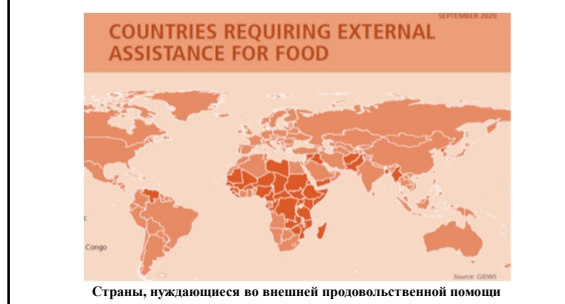 SEPTEMBER 2020
COUNTRIES REQUIRING EXTERNAL
ASSISTANCE FOR FOOD
Congo
Source: GIEWS
Страны, нуждающиеся во внешней продовольственной помощи